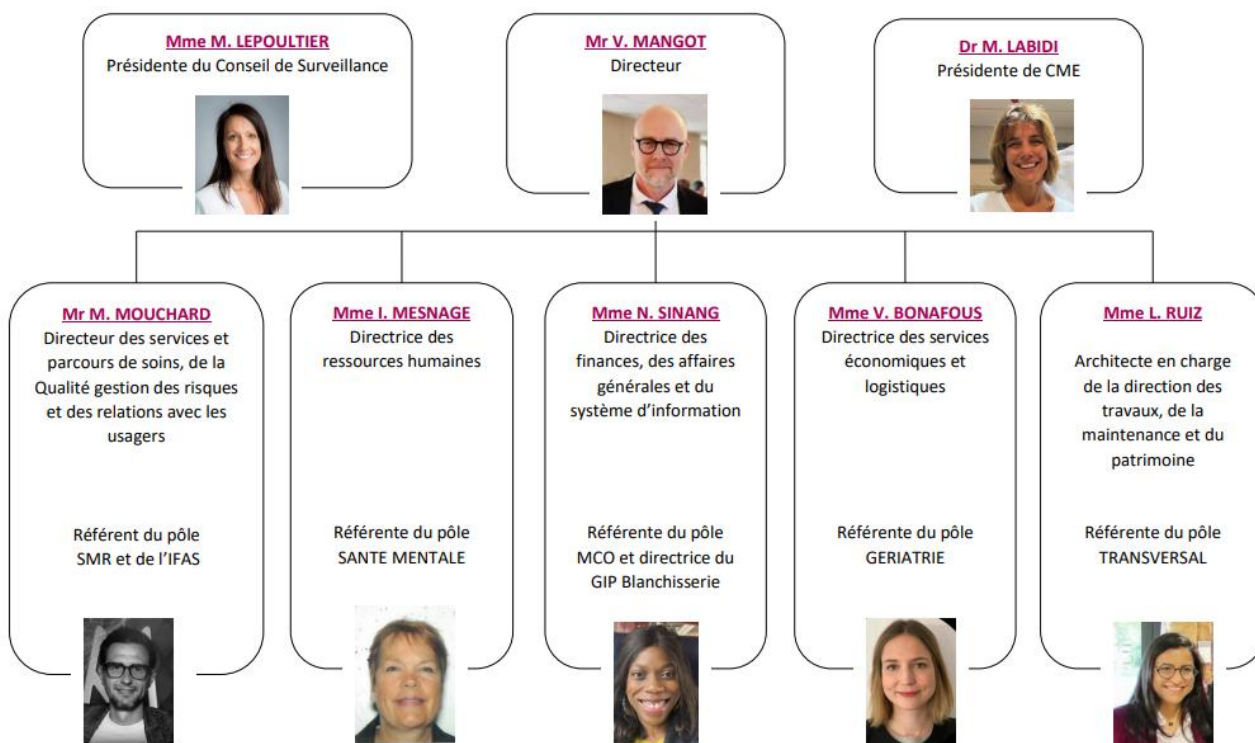 Mme M. LEPOULTIER
Présidente du Conseil de Surveillance
Mr V. MANGOT
Directeur
Dr M. LABIDI
Présidente de CME
Mr M. MOUCHARD
Directeur des services et
parcours de soins, de la
Qualité gestion des risques
et des relations avec les
usagers
Référent du pôle
SMR et de l’IFAS
Mme I. MESNAGE
Directrice des
ressources humaines
Référente du pôle
SANTE MENTALE
Mme N. SINANG
Directrice des
finances, des affaires
générales et du
système d’information
Référente du pôle
MCO et directrice du
GIP Blanchisserie
Mme V. BONAFOUS
Directrice des services
économiques et
logistiques
Référente du pôle
GERIATRIE
Mme L. RUIZ
Architecte en charge
de la direction des
travaux, de la
maintenance et du
patrimoine
Référente du pôle
TRANSVERSAL